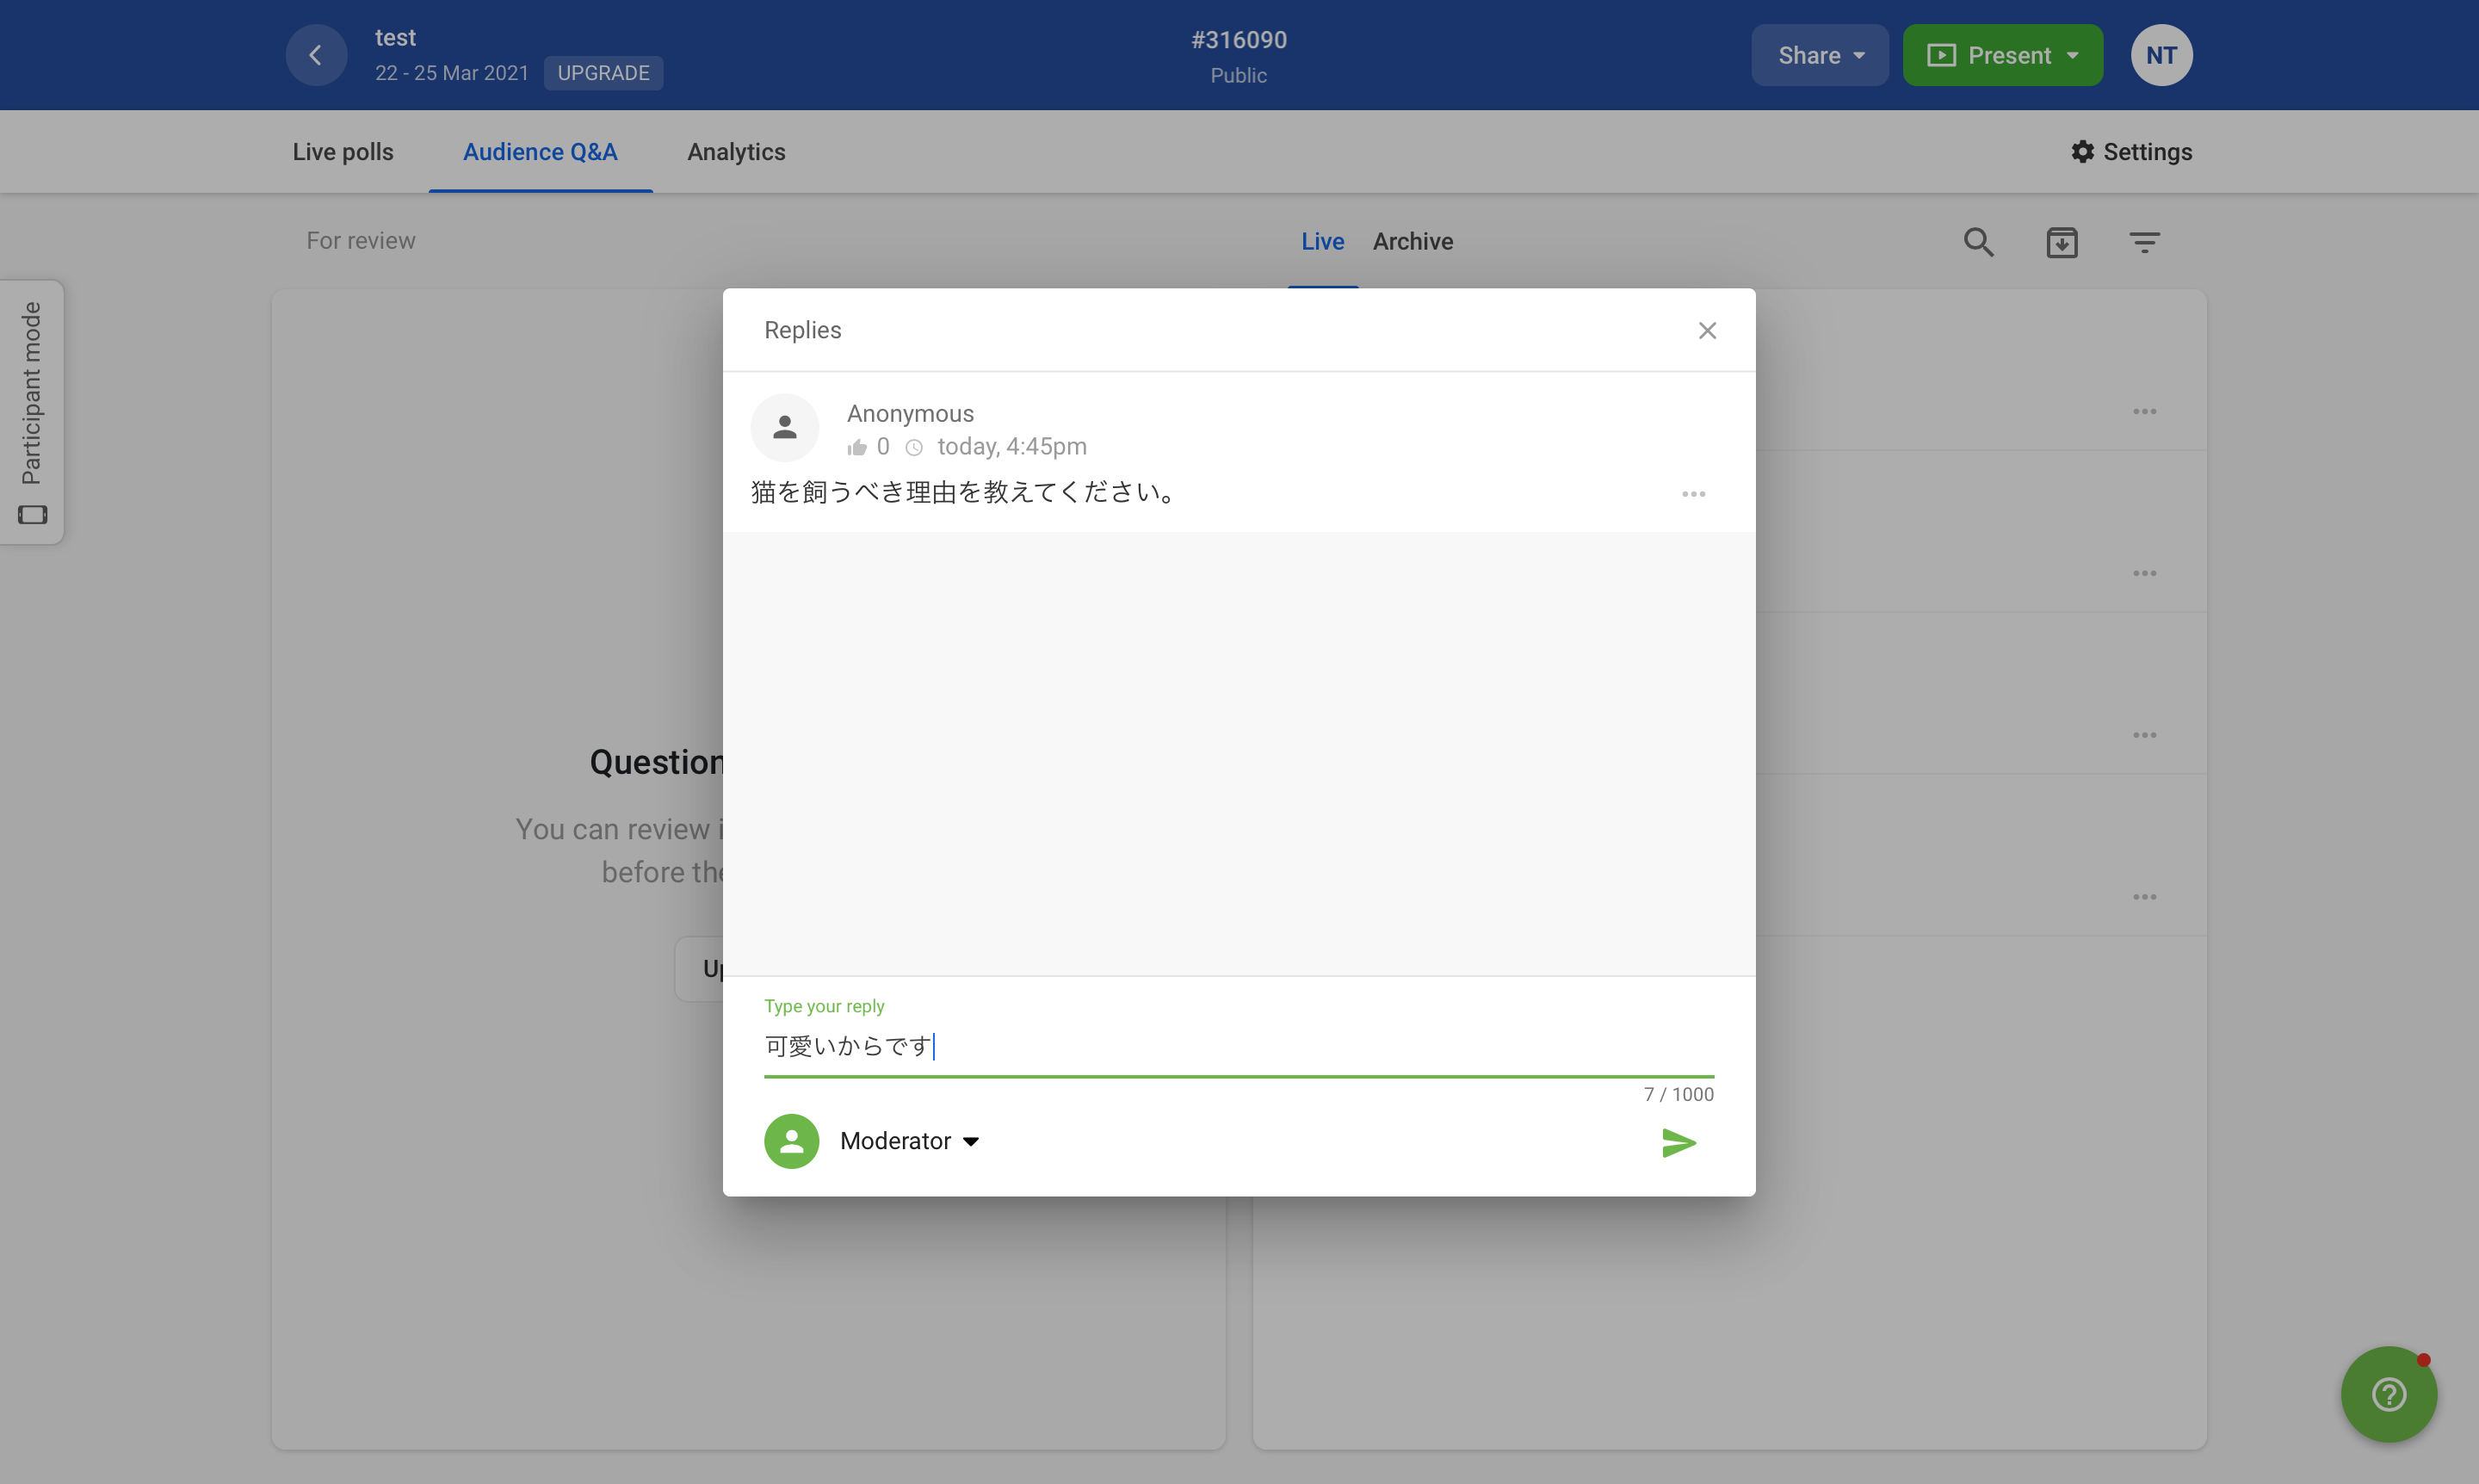 test
22 - 25 Mar 2021 UPGRADE
#316090
Public
Share
Present
NT
Live polls
Audience Q&A
Analytics
Settings
For review
Live
Archive
Participant mode
Replies
Anonymous
0 today, 4:45pm
猫を飼うべき理由を教えてください。
Question
You can review
before the
Up
Type your reply
可愛いからです
7 / 1000
Moderator